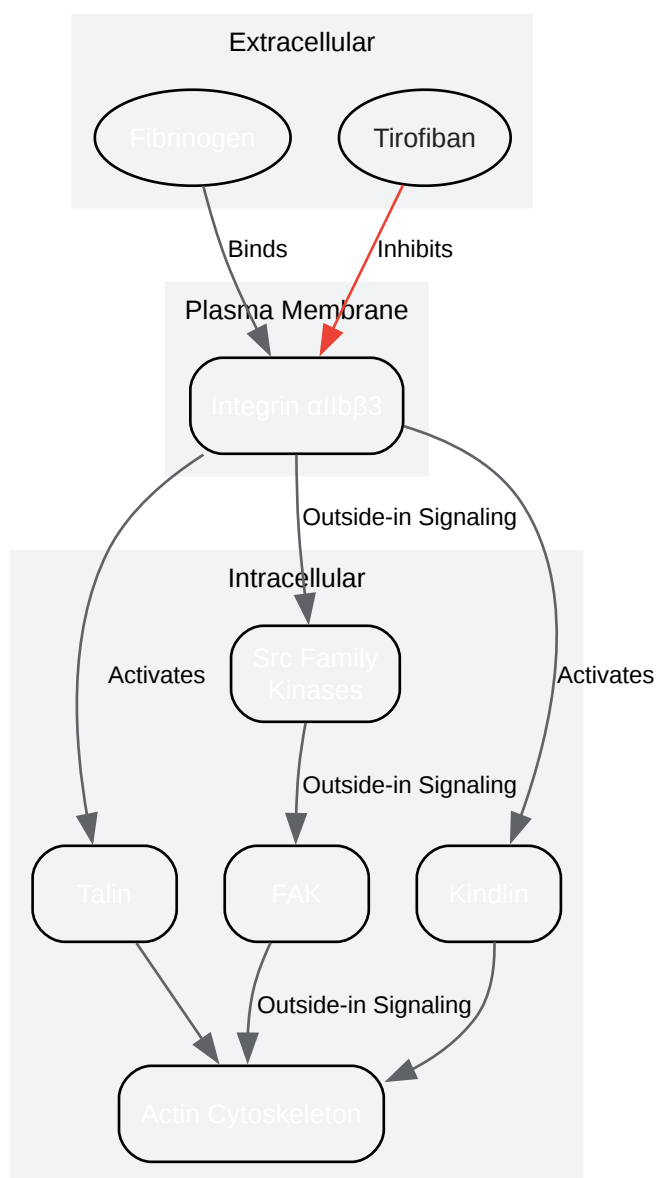 Extracellular
Fibrinogen
Tirofiban
Binds
Inhibits
Plasma Membrane
Integrin αIIbβ3
Outside-in Signaling
Intracellular
Src Family
Kinases
Activates
Activates
Outside-in Signaling
Talin
FAK
Kindlin
Outside-in Signaling
Actin Cytoskeleton